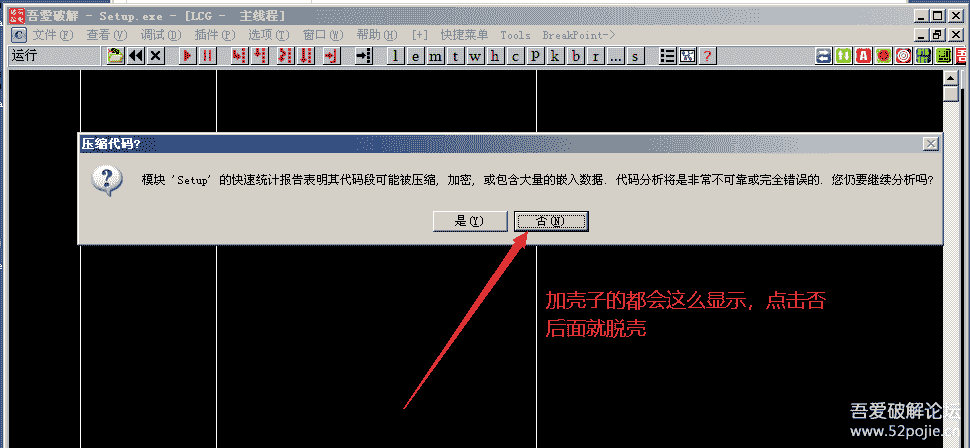 吾爱破解 - Setup.exe - [LCG -  主线程]
C 文件(F) 查看(V) 调试(D) 插件(P) 选项(T) 窗口(W) 帮助(H) [+] 快捷菜单 Tools BreakPoint->
运行 l e m t w h c P k b r ... s ?
压缩代码?
模块 'Setup' 的快速统计报告表明其代码段可能被压缩, 加密, 或包含大量的嵌入数据. 代码分析将是非常不可靠或完全错误的. 您仍要继续分析吗?
是(Y) 否(N)
加壳子的都会这么显示，点击否
后面就脱壳
吾爱破解论坛
www.52pojie.cn